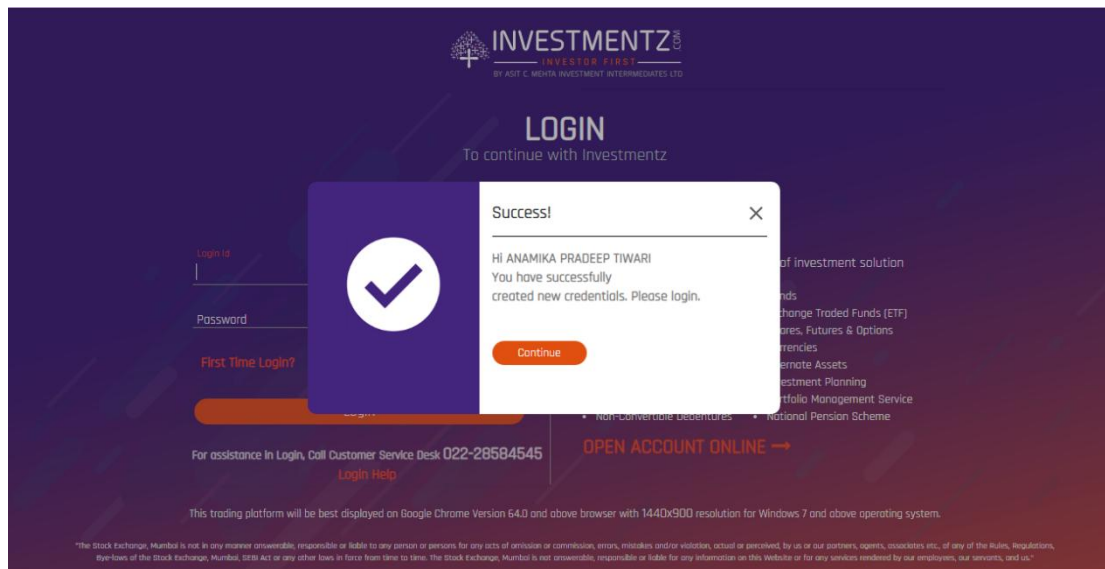 INVESTMENTZ.COM
INVESTOR FIRST
BY ASIT C. MEHTA INVESTMENT INTERRMEDIATES LTD
LOGIN
To continue with Investmentz
Success!
Hi ANAMIKA PRADEEP TIWARI
You have successfully
created new credentials. Please login.
Continue
Login Id
Password
First Time Login?
of investment solution
Traded Funds (ETF)
Futures & Options
Assets
Planning
Management Service
• Non-Convertible Debentures • National Pension Scheme
OPEN ACCOUNT ONLINE →
For assistance in Login, Call Customer Service Desk 022-28584545
Login Help
This trading platform will be best displayed on Google Chrome Version 64.0 and above browser with 1440x900 resolution for Windows 7 and above operating system.
"The Stock Exchange, Mumbai is not in any manner answerable, responsible or liable to any person or persons for any acts of omission or commission, errors, mistakes and/or violation, actual or perceived, by us or our partners, agents, associates etc., of any of the Rules, Regulations,
Bye-laws of the Stock Exchange, Mumbai, SEBI Act or any other laws in force from time to time. The Stock Exchange, Mumbai is not answerable, responsible or liable for any information on this Website or for any services rendered by our employees, our servants, and us."